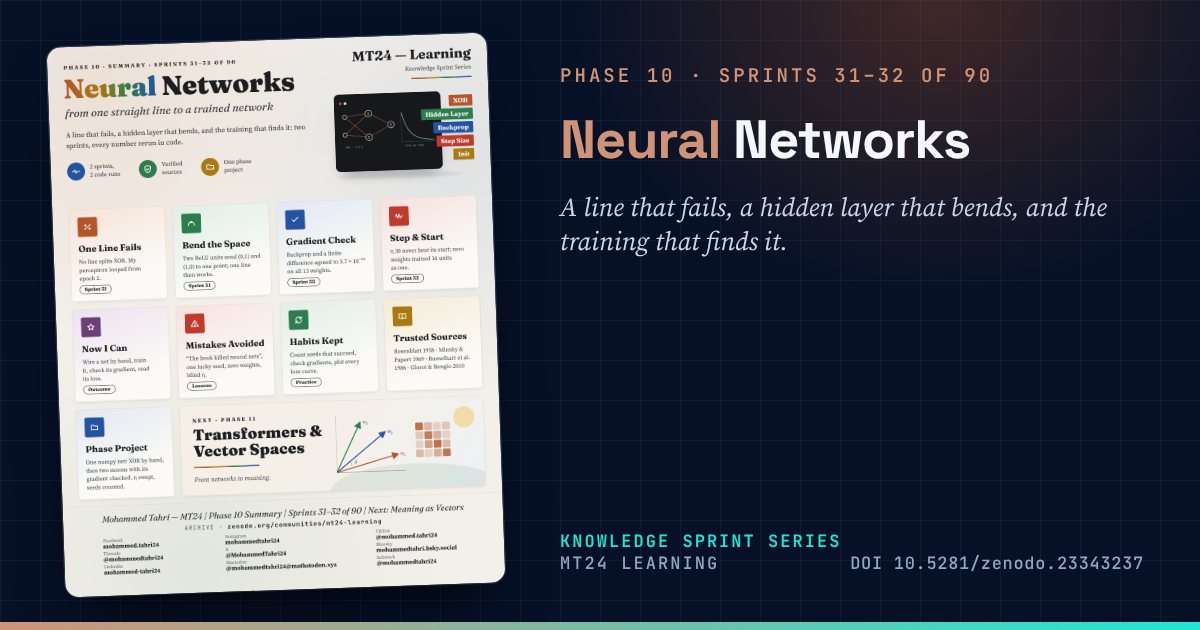 PHASE 10 · SUMMARY · SPRINTS 31–32 OF 90
Neural Networks
from one straight line to a trained network
A line that fails, a hidden layer that bends, and the training that finds it: two
sprints, every number rerun in code.
2 sprints,
2 code runs
Verified
sources
One phase
project
MT24 — Learning
Knowledge Sprint Series
XOR
Hidden Layer
Backprop
Step Size
Init
One Line Fails
No line splits XOR. My
perceptron looped from
epoch 2.
Sprint 31
Bend the Space
Two ReLU units send (0,1) and
(1,0) to one point; one line
then works.
Sprint 31
Gradient Check
Backprop and a finite
difference agreed to
on all 13 weights.
Sprint 32
Step & Start
η 30 never beat its start; zero
weights trained 16 units
as one.
Sprint 32
Now I Can
Wire a net by hand, train
it, check its gradient, read
its loss.
Outcome
Mistakes Avoided
"The book killed neural nets",
one lucky seed, zero weights,
blind η.
Lessons
Habits Kept
Count seeds that succeed,
check gradients, plot every
loss curve.
Practice
Trusted Sources
Rosenblatt 1958 · Minsky &
Papert 1969 · Rumelhart et al.
1986 · Glorot & Bengio 2010
Phase Project
One numpy net: XOR by hand,
then two moons with its
gradient checked, η swept,
seeds counted.
NEXT · PHASE 11
Transformers &
Vector Spaces
From networks to meaning.
Mohammed Tahri — MT24 | Phase 10 Summary | Sprints 31–32 of 90 | Next: Meaning as Vectors
ARCHIVE · zenodo.org/communities/mt24-learning
Facebook
mohammed.tahri24
Threads
@mohammedtahri24
LinkedIn
mohammed-tahri24
Instagram
mohammedtahri24
X
@MohammedTahri24
Mastodon
@mohammedtahri24@mathstodon.xyz
TikTok
@mohammed.tahri24
Bluesky
mohammedtahri.bsky.social
Substack
@mohammedtahri24
PHASE 10 · SPRINTS 31–32 OF 90
Neural Networks
A line that fails, a hidden layer that bends, and the
training that finds it.
KNOWLEDGE SPRINT SERIES
MT24 LEARNING
DOI 10.5281/zenodo.23343237